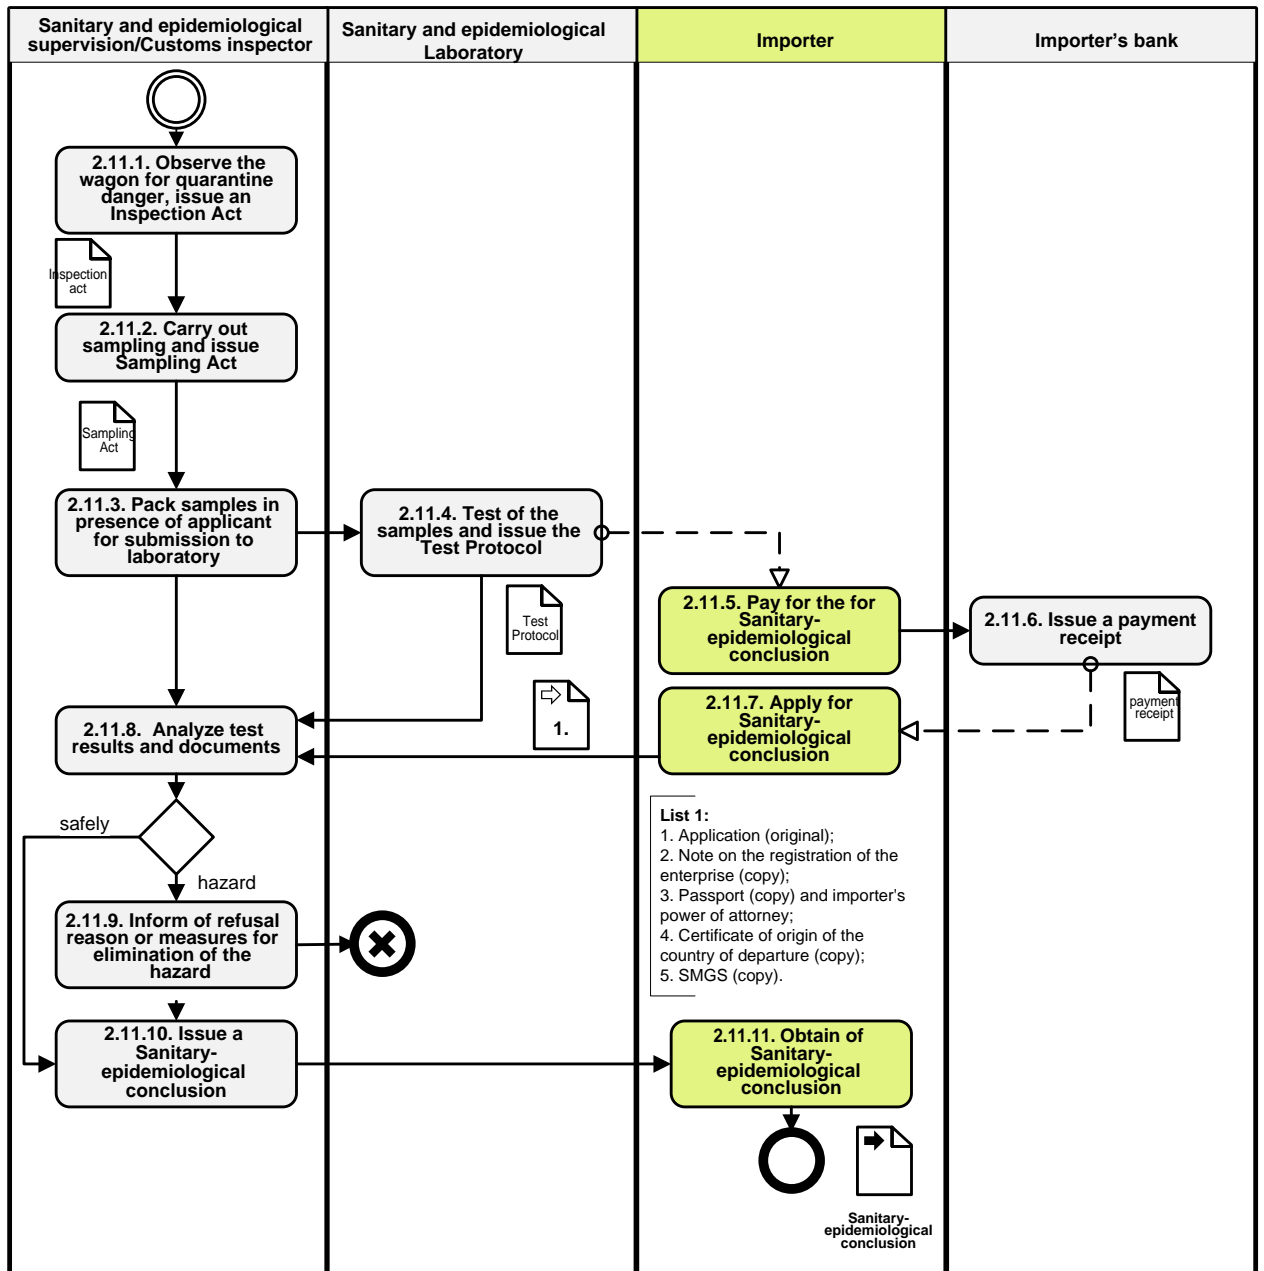 Sanitary and epidemiological
supervision/Customs inspector
Sanitary and epidemiological
Laboratory
Importer
Importer's bank
2.11.1. Observe the
wagon for quarantine
danger, issue an
Inspection Act
Inspection
act
2.11.2. Carry out
sampling and issue
Sampling Act
Sampling
Act
2.11.3. Pack samples in
presence of applicant
for submission to
laboratory
2.11.4. Test of the
samples and issue the
Test Protocol
Test
Protocol
2.11.5. Pay for the for
Sanitary-
epidemiological
conclusion
2.11.6. Issue a payment
receipt
payment
receipt
2.11.7. Apply for
Sanitary-
epidemiological
conclusion
1.
2.11.8. Analyze test
results and documents
safely
hazard
List 1:
1. Application (original);
2. Note on the registration of the
enterprise (copy);
3. Passport (copy) and importer's
power of attorney;
4. Certificate of origin of the
country of departure (copy);
5. SMGS (copy).
2.11.9. Inform of refusal
reason or measures for
elimination of the
hazard
2.11.10. Issue a
Sanitary-
epidemiological
conclusion
2.11.11. Obtain of
Sanitary-
epidemiological
conclusion
Sanitary-
epidemiological
conclusion